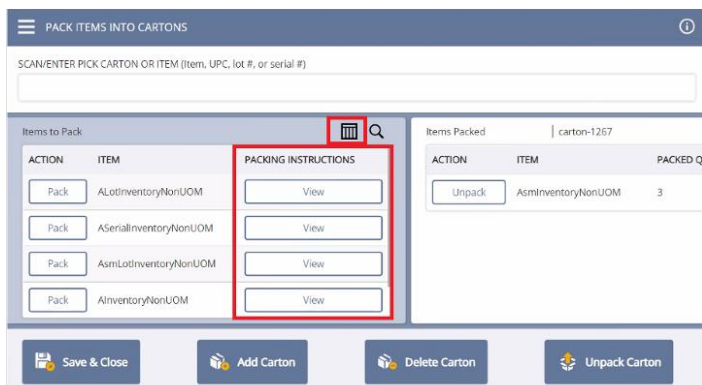 PACK ITEMS INTO CARTONS
SCAN/ENTER PICK CARTON OR ITEM (Item, UPC, lot #, or serial #)
Items to Pack
ACTION ITEM PACKING INSTRUCTIONS
Pack ALotInventoryNonUOM View
Pack ASerialInventoryNonUOM View
Pack AsmLotInventoryNonUOM View
Pack AInventoryNonUOM View
Items Packed carton-1267
ACTION ITEM PACKED Q
Unpack AsmInventoryNonUOM 3
Save & Close Add Carton Delete Carton Unpack Carton